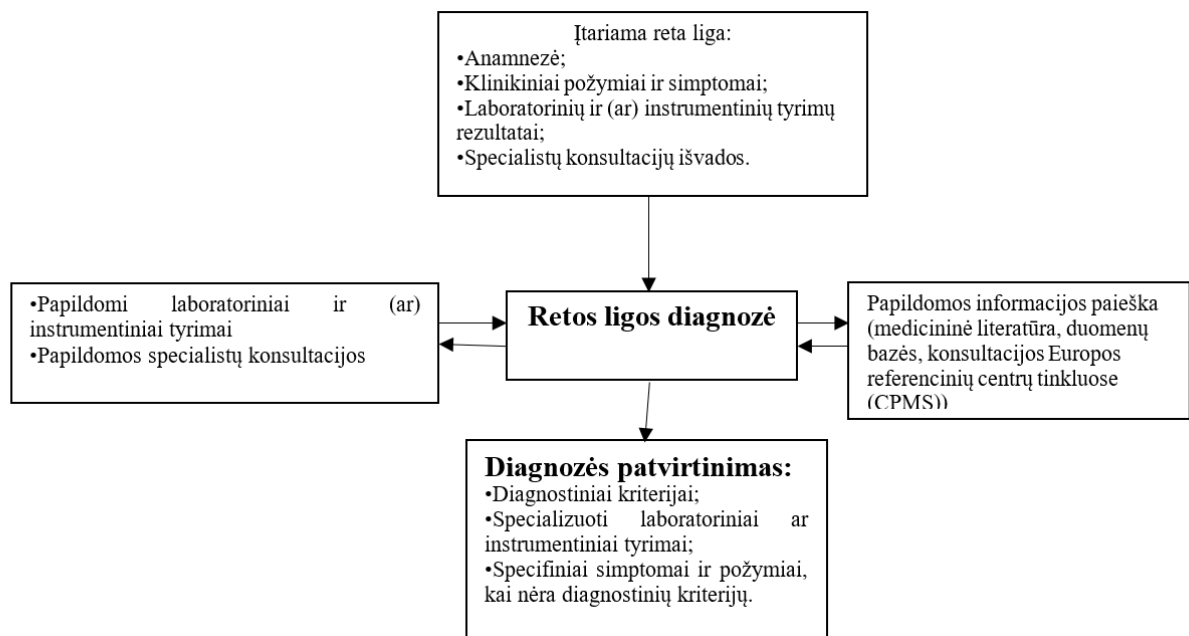 Įtariama reta liga:
•Anamnezė;
•Klinikiniai požymiai ir simptomai;
•Laboratorinių ir (ar) instrumentinių tyrimų
rezultatai;
•Specialistų konsultacijų išvados.
•Papildomi laboratoriniai ir (ar)
instrumentiniai tyrimai
•Papildomos specialistų konsultacijos
Retos ligos diagnozė
Papildomos informacijos paieška
(medicininė literatūra, duomenų
bazės, konsultacijos Europos
referencinių centrų tinkluose
(CPMS))
Diagnozės patvirtinimas:
•Diagnostiniai kriterijai;
•Specializuoti laboratoriniai ar
instrumentiniai tyrimai;
•Specifiniai simptomai ir požymiai,
kai nėra diagnostinių kriterijų.